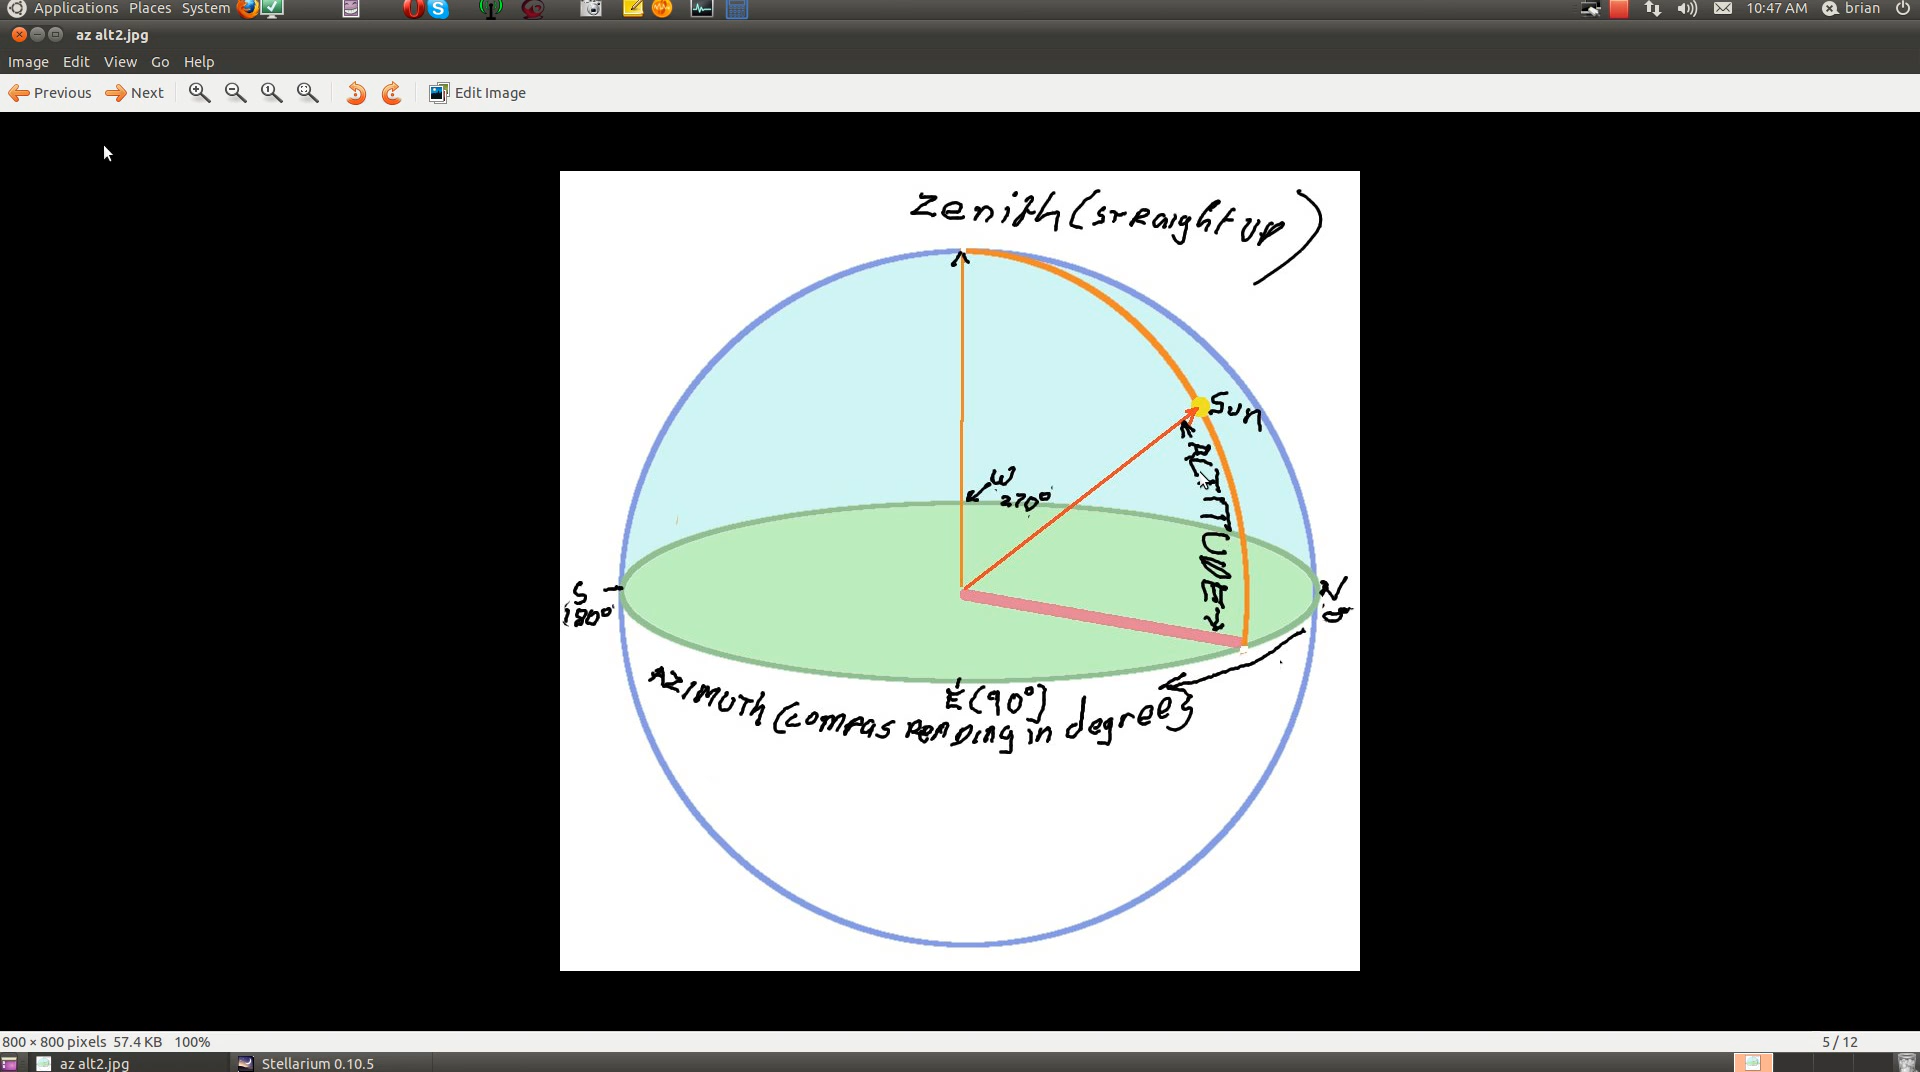 Applications Places System 10:47 AM brian
az alt2.jpg
Image Edit View Go Help
Previous Next Edit Image
Zenith (straight up)
Sun
W
270°
ALTITUDE
S
180°
N
0°
E (90°)
AZIMUTH (compas reading in degree)
800 × 800 pixels 57.4 KB 100% 5 / 12
az alt2.jpg Stellarium 0.10.5